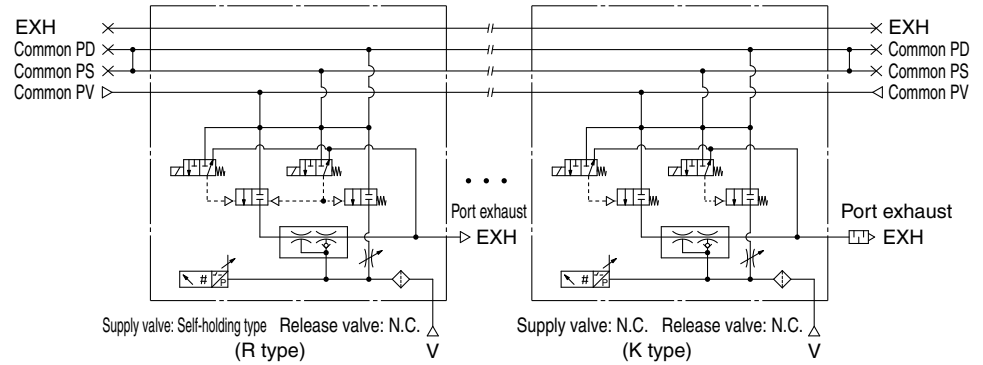 EXH EXH
Common PD Common PD
Common PS Common PS
Common PV Common PV
• • •
Port exhaust Port exhaust
EXH EXH
# P # P
Supply valve: Self-holding type Release valve: N.C. Supply valve: N.C. Release valve: N.C.
(R type) V (K type) V